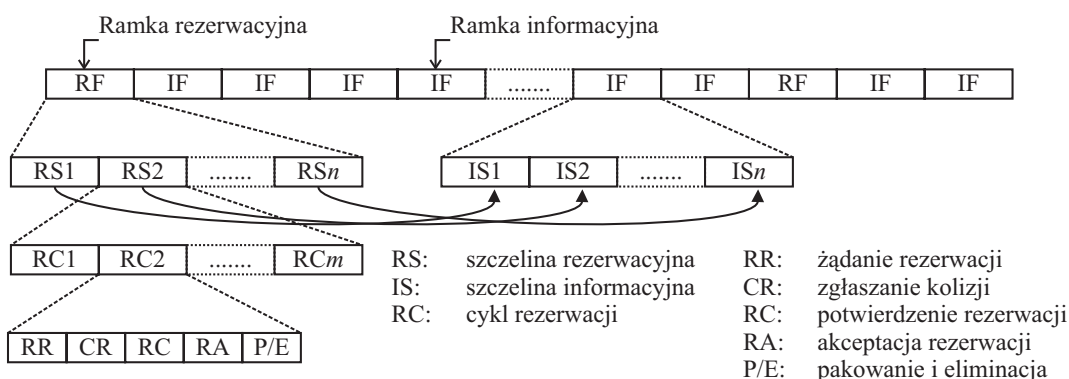 Ramka rezerwacyjna Ramka informacyjna
RF IF IF IF IF ....... IF IF RF IF IF
RS1 RS2 ....... RSn IS1 IS2 ....... ISn
RC1 RC2 ....... RCm
RS: szczelina rezerwacyjna RR: żądanie rezerwacji
IS: szczelina informacyjna CR: zgłaszanie kolizji
RC: cykl rezerwacji RC: potwierdzenie rezerwacji
RR CR RC RA P/E RA: akceptacja rezerwacji
P/E: pakowanie i eliminacja